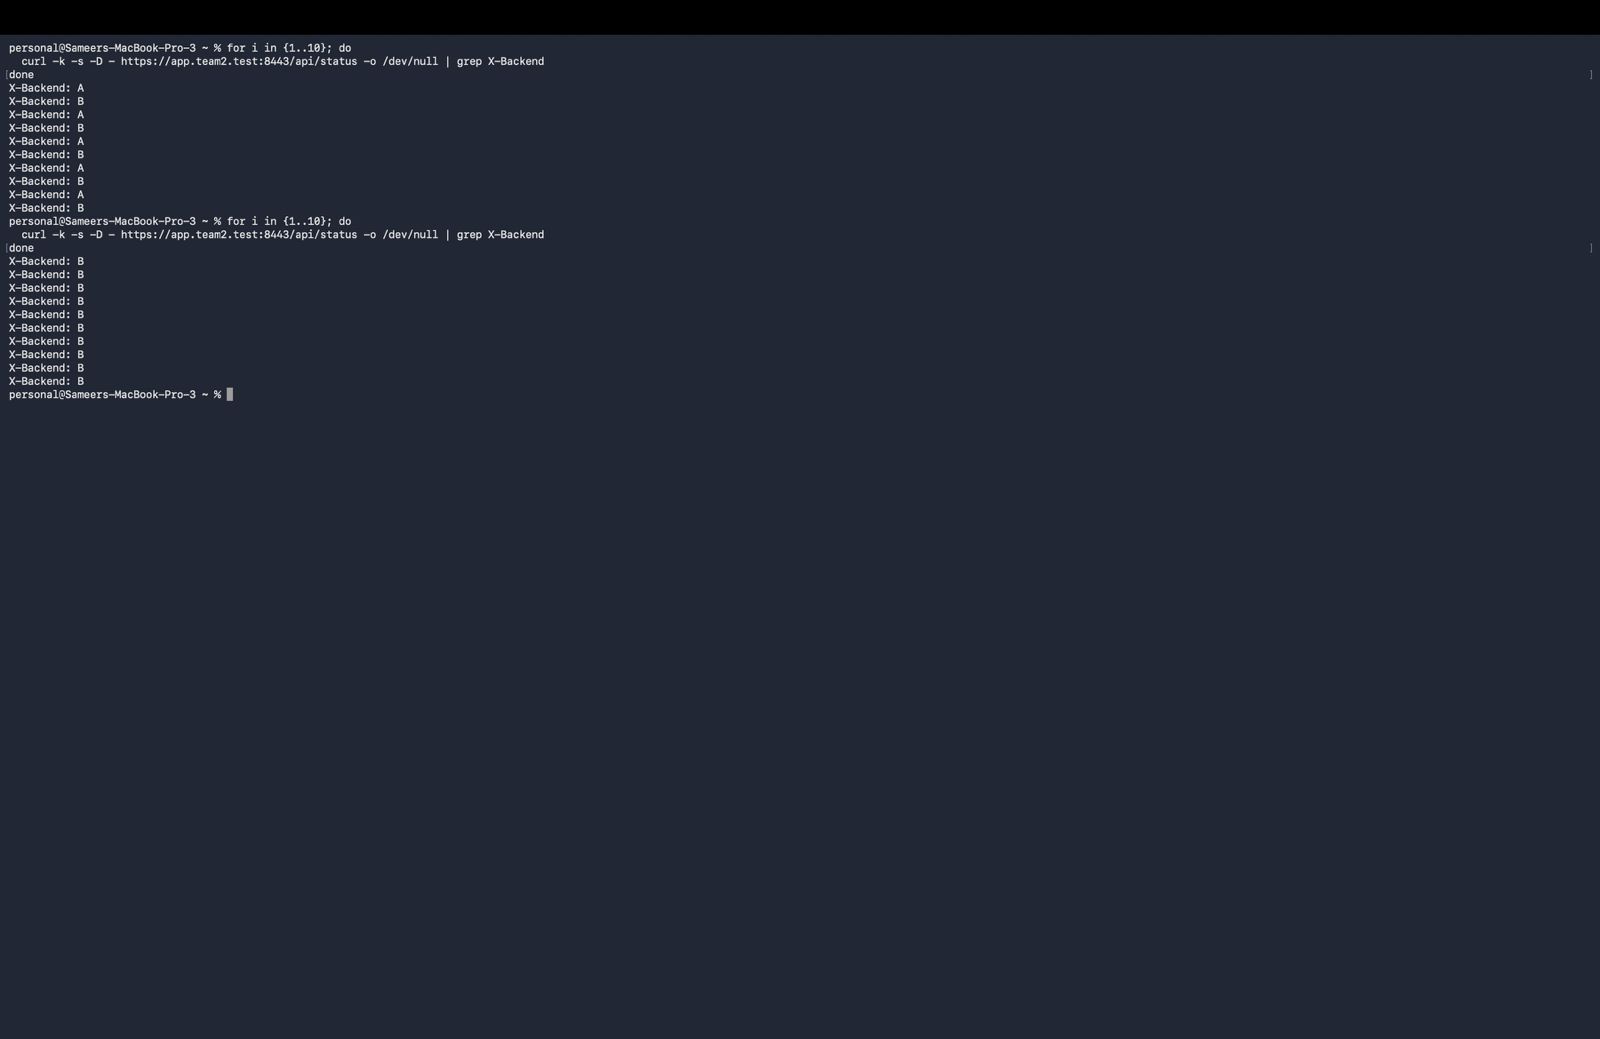 personal@Sameers-MacBook-Pro-3 ~ % for i in {1..10}; do
  curl -k -s -D - https://app.team2.test:8443/api/status -o /dev/null | grep X-Backend
[done ]
X-Backend: A
X-Backend: B
X-Backend: A
X-Backend: B
X-Backend: A
X-Backend: B
X-Backend: A
X-Backend: B
X-Backend: A
X-Backend: B
personal@Sameers-MacBook-Pro-3 ~ % for i in {1..10}; do
  curl -k -s -D - https://app.team2.test:8443/api/status -o /dev/null | grep X-Backend
[done ]
X-Backend: B
X-Backend: B
X-Backend: B
X-Backend: B
X-Backend: B
X-Backend: B
X-Backend: B
X-Backend: B
X-Backend: B
X-Backend: B
personal@Sameers-MacBook-Pro-3 ~ %